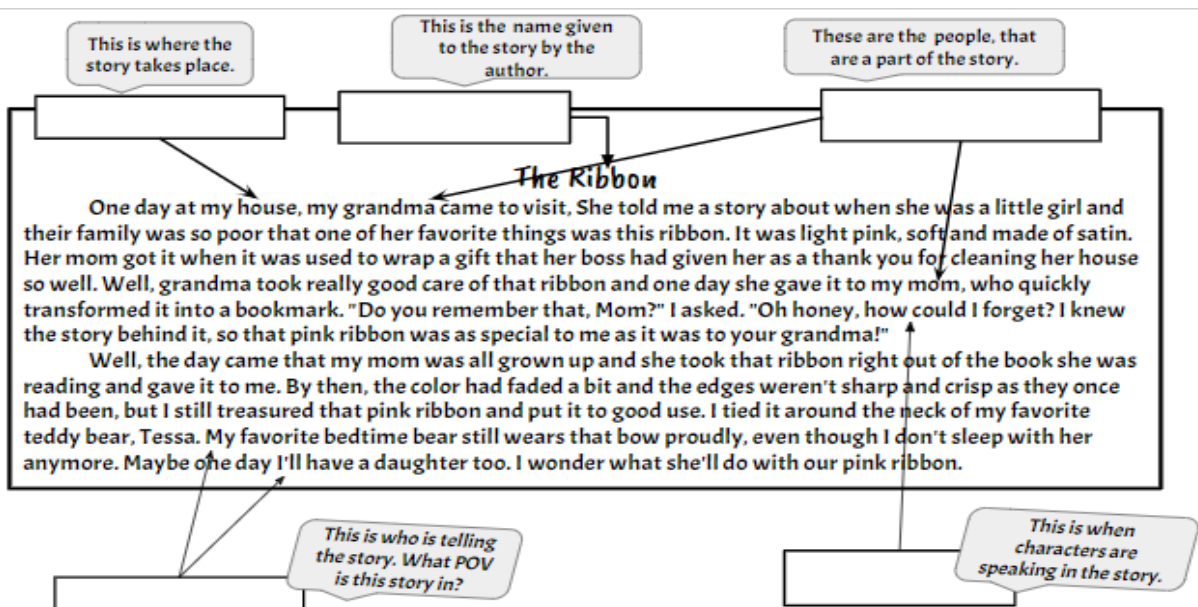 This is where the
story takes place.
This is the name given
to the story by the
author.
These are the people, that
are a part of the story.
The Ribbon
One day at my house, my grandma came to visit, She told me a story about when she was a little girl and
their family was so poor that one of her favorite things was this ribbon. It was light pink, soft and made of satin.
Her mom got it when it was used to wrap a gift that her boss had given her as a thank you for cleaning her house
so well. Well, grandma took really good care of that ribbon and one day she gave it to my mom, who quickly
transformed it into a bookmark. "Do you remember that, Mom?" I asked. "Oh honey, how could I forget? I knew
the story behind it, so that pink ribbon was as special to me as it was to your grandma!"
Well, the day came that my mom was all grown up and she took that ribbon right out of the book she was
reading and gave it to me. By then, the color had faded a bit and the edges weren't sharp and crisp as they once
had been, but I still treasured that pink ribbon and put it to good use. I tied it around the neck of my favorite
teddy bear, Tessa. My favorite bedtime bear still wears that bow proudly, even though I don't sleep with her
anymore. Maybe one day I'll have a daughter too. I wonder what she'll do with our pink ribbon.
This is who is telling
the story. What POV
is this story in?
This is when
characters are
speaking in the story.